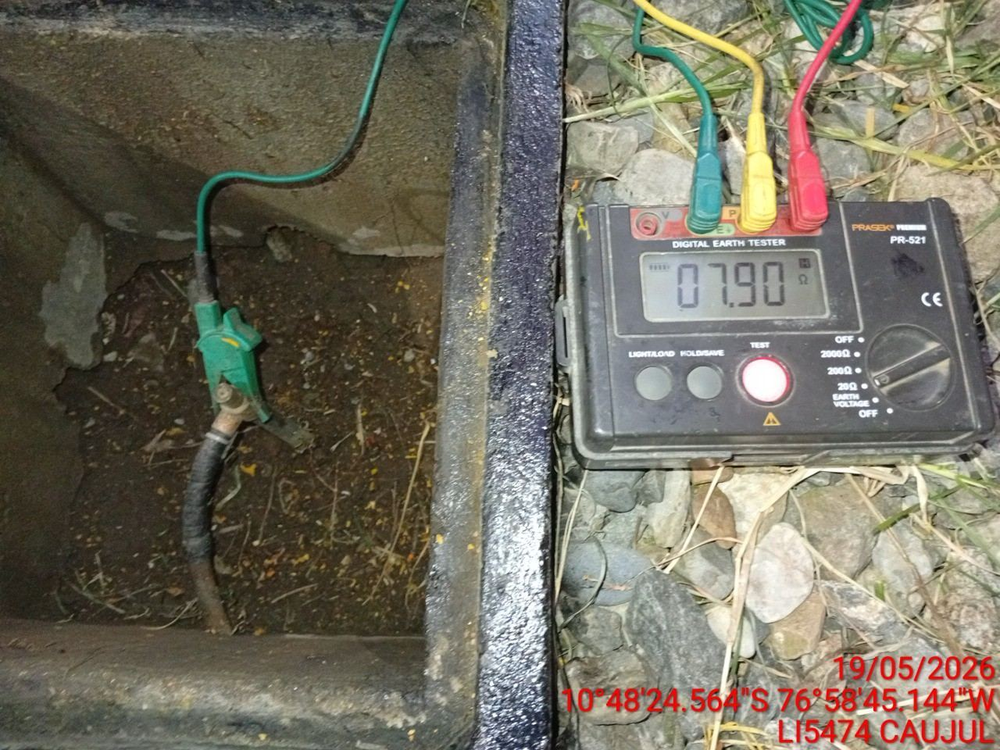 V
P
E
DIGITAL EARTH TESTER
PRASEK® PREMIUM
PR-521
H
07.90 Ω
CE
LIGHT/LOAD HOLD/SAVE TEST
OFF
2000Ω
200Ω
20Ω
EARTH VOLTAGE
OFF
19/05/2026
10°48'24.564"S 76°58'45.144"W
LI5474 CAUJUL